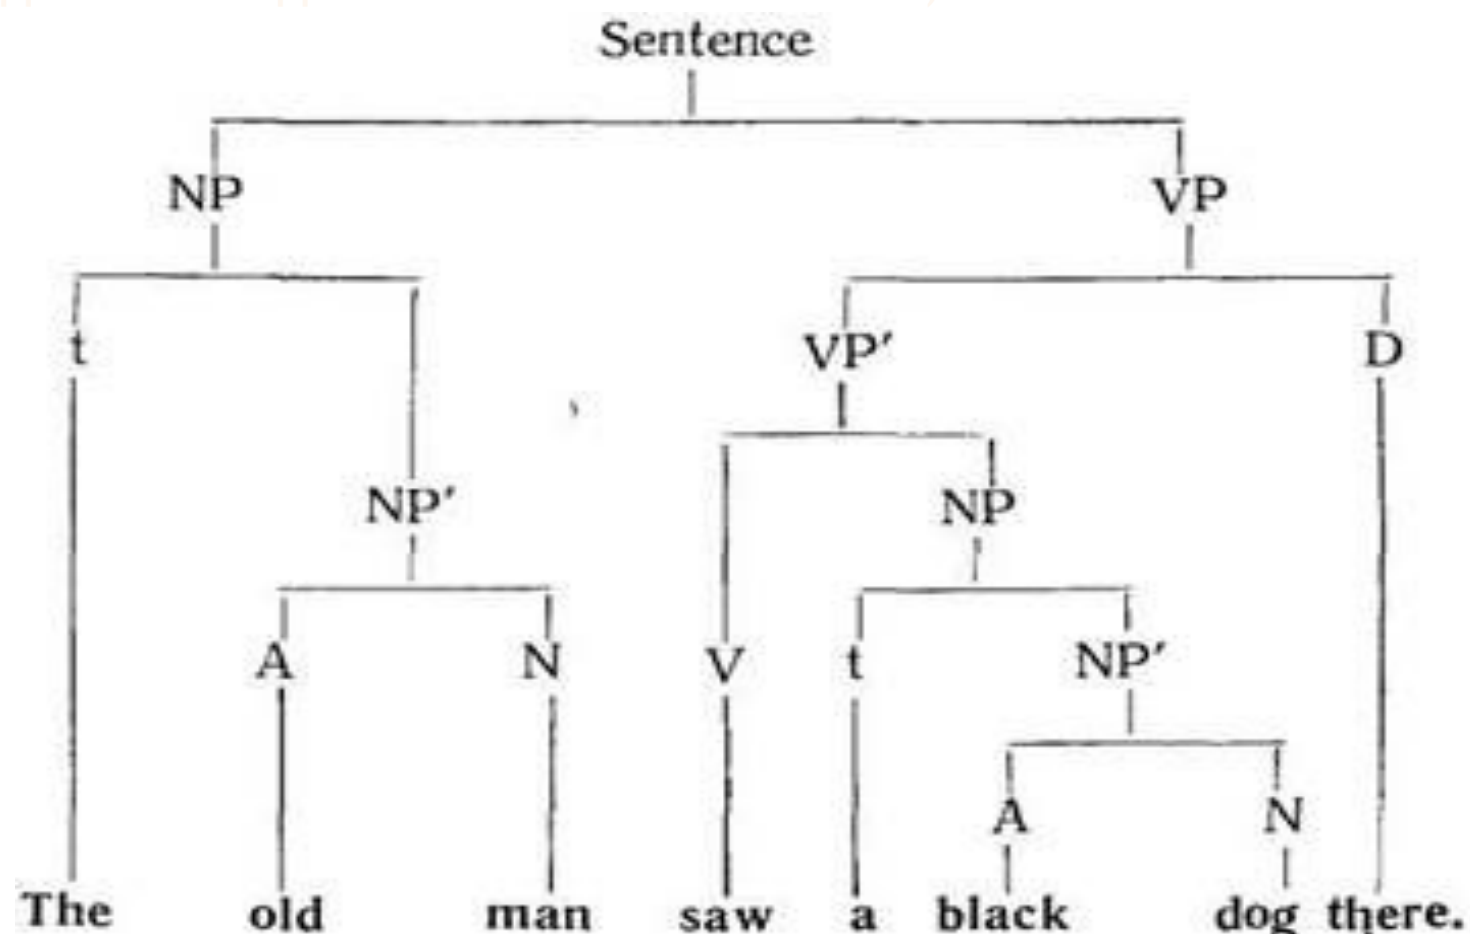 Sentence
NP VP
t VP′ D
NP′ NP
A N V t NP′
A N
The old man saw a black dog there.